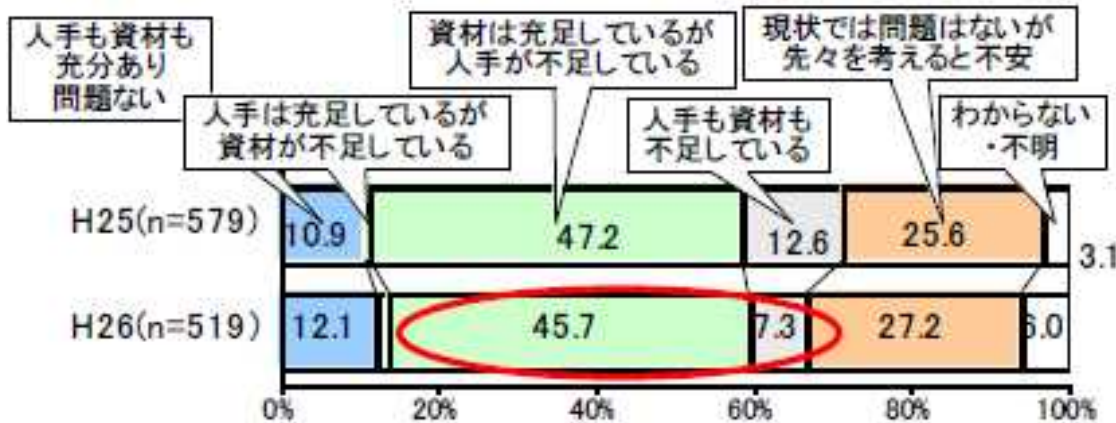 人手も資材も
充分あり
問題ない
人手は充足しているが
資材が不足している
資材は充足しているが
人手が不足している
人手も資材も
不足している
現状では問題はないが
先々を考えると不安
わからない
・不明
H25(n=579)
10.9
47.2
12.6
25.6
3.1
H26(n=519)
12.1
45.7
7.3
27.2
6.0
0%
20%
40%
60%
80%
100%